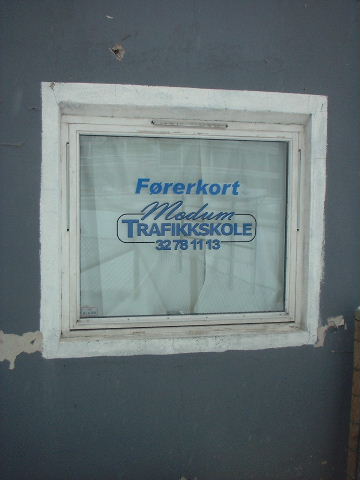 Førerkort
Modum
TRAFIKKSKOLE
32 78 11 13